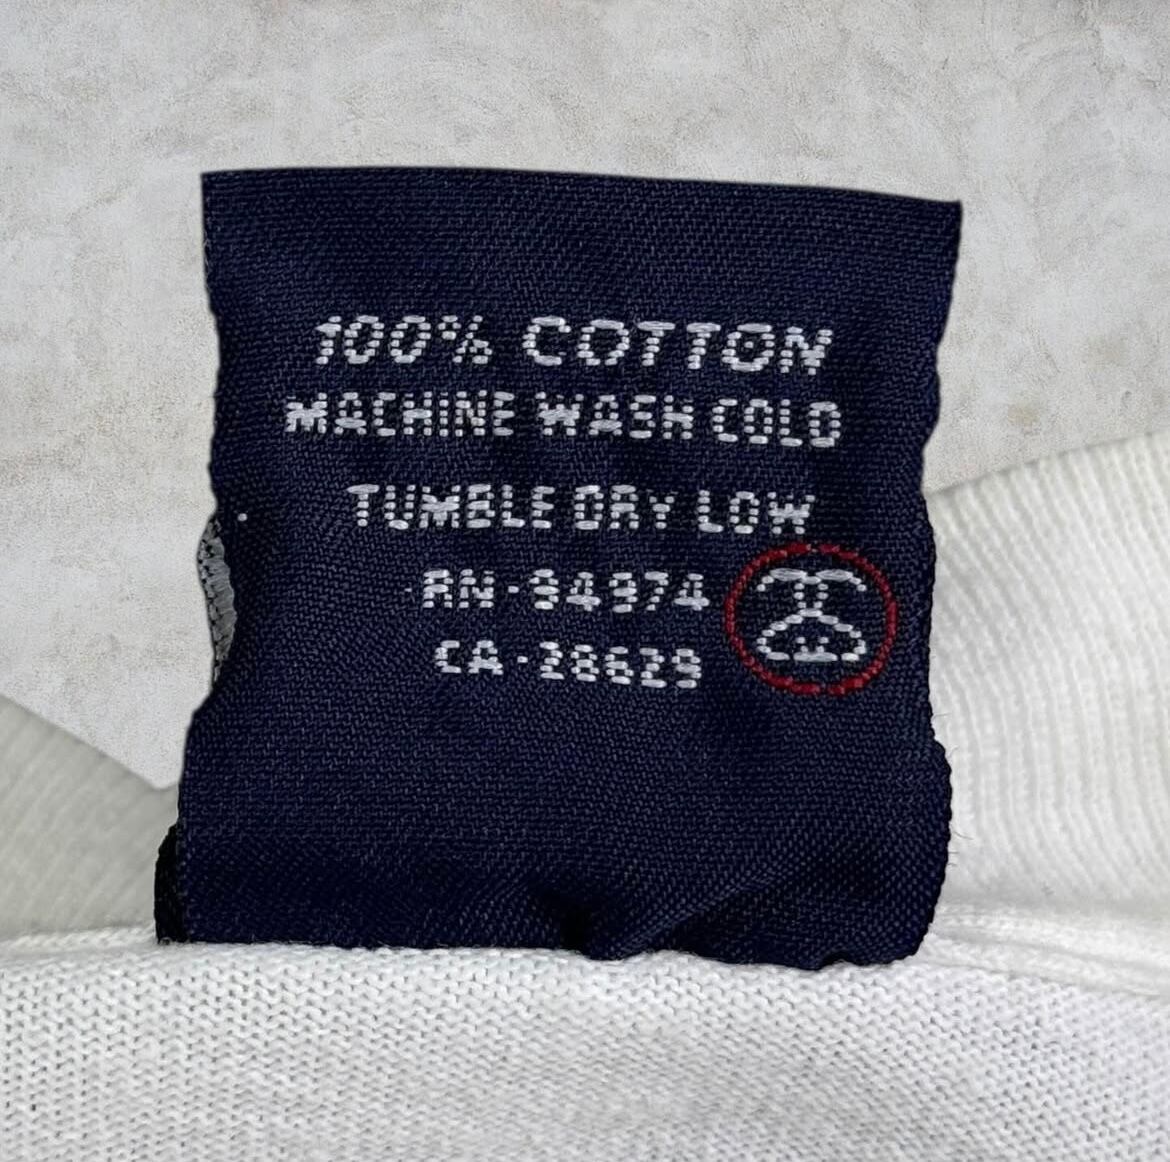 100% COTTON
MACHINE WASH COLD
TUMBLE DRY LOW
RN-94974
CA-28629